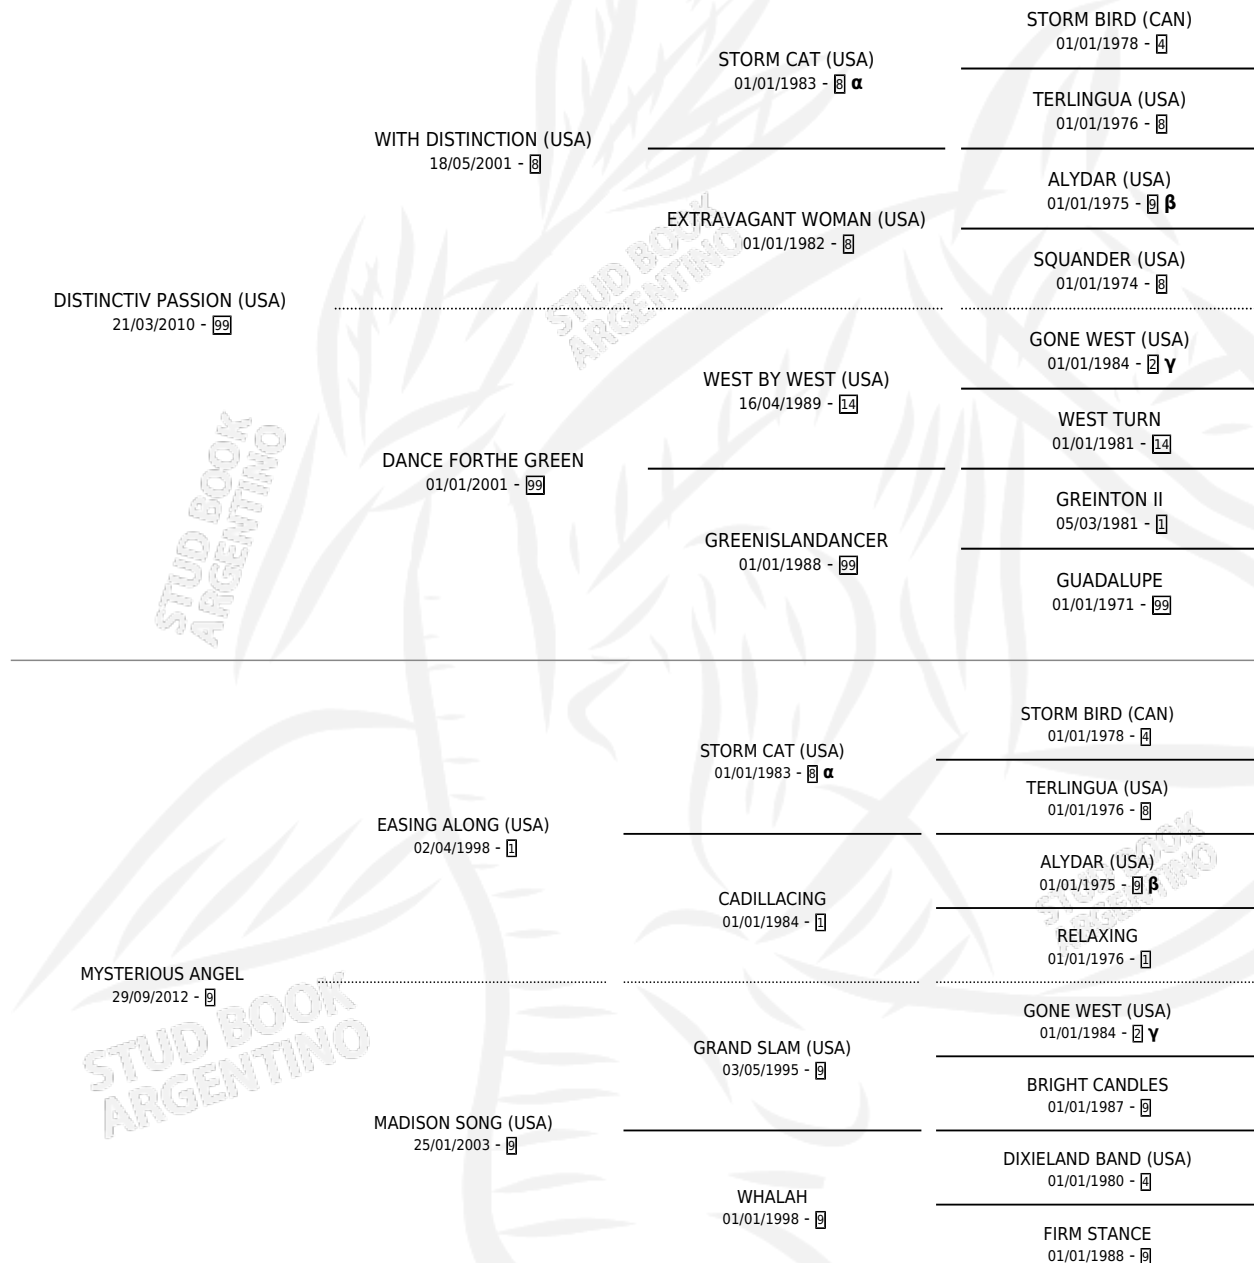 STORM BIRD (CAN)
01/01/1978 - 4
STORM CAT (USA)
01/01/1983 - 8 α
TERLINGUA (USA)
01/01/1976 - 8
WITH DISTINCTION (USA)
18/05/2001 - 8
ALYDAR (USA)
01/01/1975 - 9 β
EXTRAVAGANT WOMAN (USA)
01/01/1982 - 8
SQUANDER (USA)
01/01/1974 - 8
DISTINCTIV PASSION (USA)
21/03/2010 - 99
GONE WEST (USA)
01/01/1984 - 2 γ
WEST BY WEST (USA)
16/04/1989 - 14
WEST TURN
01/01/1981 - 14
DANCE FORTHE GREEN
01/01/2001 - 99
GREINTON II
05/03/1981 - 1
GREENISLANDANCER
01/01/1988 - 99
GUADALUPE
01/01/1971 - 99
STORM BIRD (CAN)
01/01/1978 - 4
STORM CAT (USA)
01/01/1983 - 8 α
TERLINGUA (USA)
01/01/1976 - 8
EASING ALONG (USA)
02/04/1998 - 1
ALYDAR (USA)
01/01/1975 - 9 β
CADILLACING
01/01/1984 - 1
RELAXING
01/01/1976 - 1
MYSTERIOUS ANGEL
29/09/2012 - 9
GONE WEST (USA)
01/01/1984 - 2 γ
GRAND SLAM (USA)
03/05/1995 - 9
BRIGHT CANDLES
01/01/1987 - 9
MADISON SONG (USA)
25/01/2003 - 9
DIXIELAND BAND (USA)
01/01/1980 - 4
WHALAH
01/01/1998 - 9
FIRM STANCE
01/01/1988 - 9
STUD BOOK
ARGENTINO
STUD BOOK
ARGENTINO
STUD BOOK
ARGENTINO
STUD BOOK
ARGENTINO